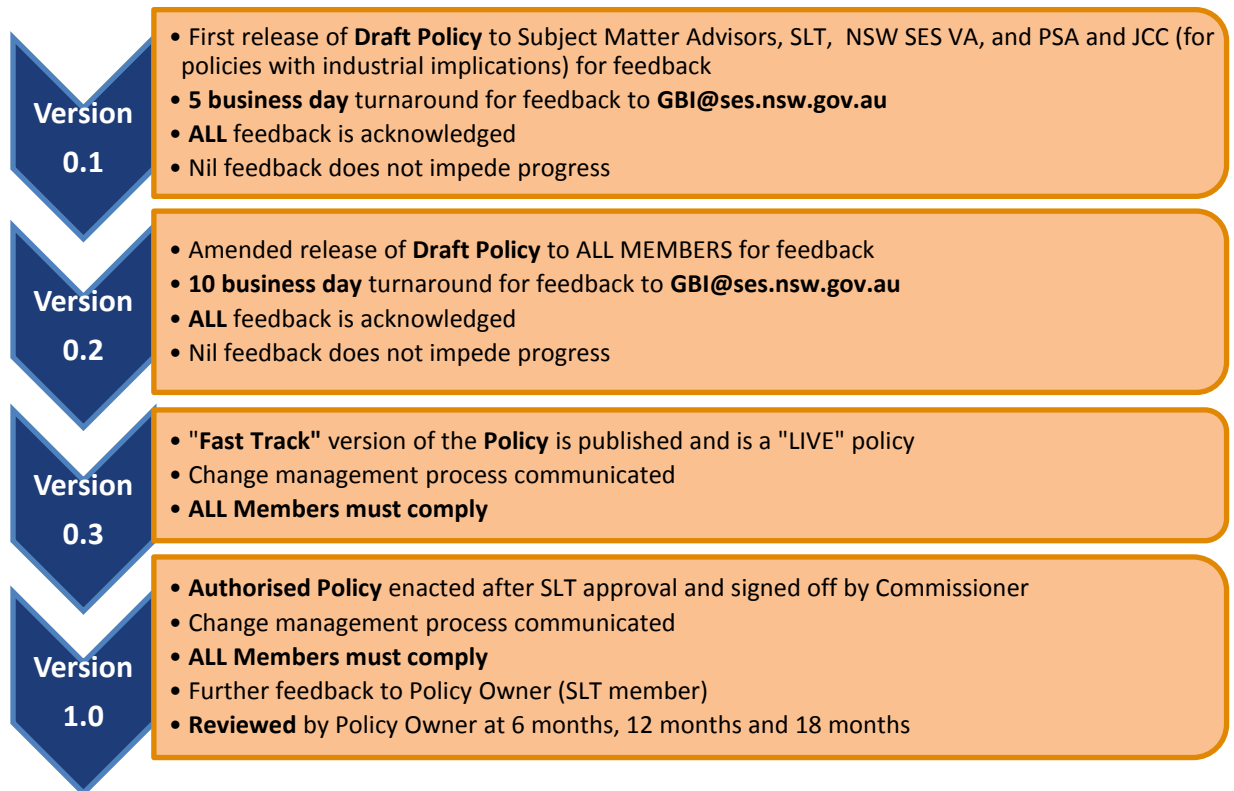 Version
0.1
• First release of Draft Policy to Subject Matter Advisors, SLT,  NSW SES VA, and PSA and JCC (for
policies with industrial implications) for feedback
• 5 business day turnaround for feedback to GBI@ses.nsw.gov.au
• ALL feedback is acknowledged
• Nil feedback does not impede progress
Version
0.2
• Amended release of Draft Policy to ALL MEMBERS for feedback
• 10 business day turnaround for feedback to GBI@ses.nsw.gov.au
• ALL feedback is acknowledged
• Nil feedback does not impede progress
Version
0.3
• "Fast Track" version of the Policy is published and is a "LIVE" policy
• Change management process communicated
• ALL Members must comply
Version
1.0
• Authorised Policy enacted after SLT approval and signed off by Commissioner
• Change management process communicated
• ALL Members must comply
• Further feedback to Policy Owner (SLT member)
• Reviewed by Policy Owner at 6 months, 12 months and 18 months